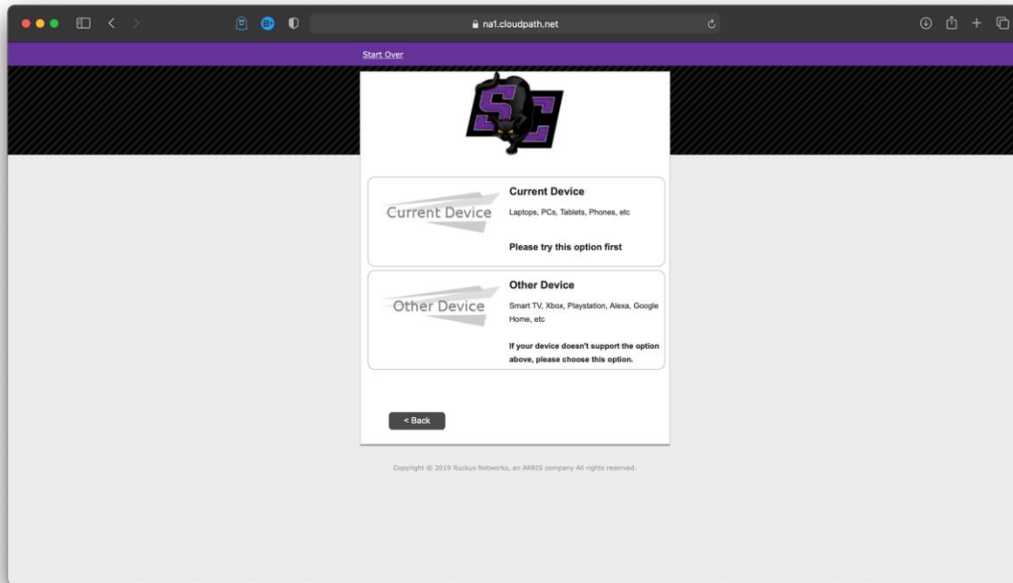 na1.cloudpath.net
Start Over
SC
Current Device
Current Device
Laptops, PCs, Tablets, Phones, etc
Please try this option first
Other Device
Other Device
Smart TV, Xbox, Playstation, Alexa, Google
Home, etc
If your device doesn't support the option
above, please choose this option.
< Back
Copyright © 2019 Ruckus Networks, an ARRIS company All rights reserved.